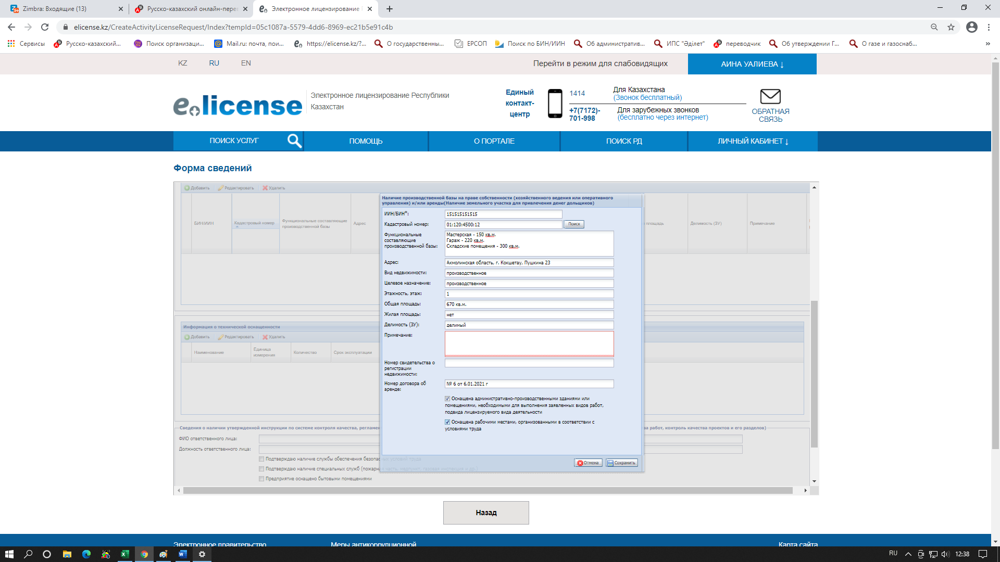 Zimbra: Входящие (13)
Русско-казахский онлайн-перев
Электронное лицензирование
elicense.kz/CreateActivityLicenseRequest/Index?tempId=05c1087a-5579-4dd6-8969-ec21b5e91c4b
Сервисы
Русско-казахский...
Поиск организаци...
Mail.ru: почта, пои...
https://elicense.kz/?...
О государственны...
ЕРСОП
Поиск по БИН/ИИН
Об административ...
ИПС "Әділет"
переводчик
Об утверждении Г...
О газе и газоснаб...
»
KZ RU EN
Перейти в режим для слабовидящих
АИНА УАЛИЕВА ↓
e.license
Электронное лицензирование Республики
Казахстан
Единый
контакт-
центр
1414
Для Казахстана
(Звонок бесплатный)
+7(7172)-
701-998
Для зарубежных звонков
(бесплатно через интернет)
ОБРАТНАЯ
СВЯЗЬ
ПОИСК УСЛУГ
ПОМОЩЬ
О ПОРТАЛЕ
ПОИСК РД
ЛИЧНЫЙ КАБИНЕТ ↓
Форма сведений
Добавить Редактировать Удалить
БИН/ИИН
Кадастровый номер
Функциональные составляющие
производственной базы
Адрес
площадь
Делимость (ЗУ)
Примечание
Наличие производственной базы на праве собственности (хозяйственного ведения или оперативного
управления) и/или аренды(Наличие земельного участка для привлечения денег дольщиков)
ИИН/БИН*: 151515151515
Кадастровый номер: 01:120:4500:12 Поиск
Функциональные
составляющие
производственной базы:
Мастерская - 150 кв.м.
Гараж - 220 кв.м.
Складские помещения - 300 кв.м.
Адрес: Акмолинская область, г. Кокшетау, Пушкина 23
Вид недвижимости: производственное
Целевое назначение: производственное
Этажность, этаж: 1
Общая площадь: 670 кв.м.
Жилая площадь: нет
Делимость (ЗУ): делимый
Примечание:
Номер свидетельства о
регистрации
недвижимости:
Номер договора об
аренде:
№ 6 от 6.01.2021 г
Оснащена административно-производственными зданиями или
помещениями, необходимыми для выполнения заявленных видов работ,
подвида лицензируемого вида деятельности
Оснащена рабочими местами, организованными в соответствии с
условиями труда
Отмена Сохранить
Информация о технической оснащенности
Добавить Редактировать Удалить
Наименование
Единица
измерения
Количество
Срок эксплуатации
Сведения о наличии утвержденной инструкции по системе контроля качества, реглаmен
а работ, контроль качества проектов и его разделов)
ФИО ответственного лица:
Должность ответственного лица:
Подтверждаю наличие службы обеспечения безопасных условий труда
Подтверждаю наличие специальных служб (пожарная часть, медпункт, газовая инспекция и др.)
Предприятие оснащено бытовыми помещениями
Назад
Электронное правительство
Меры антикоррупционной
Карта сайта
RU
12:38